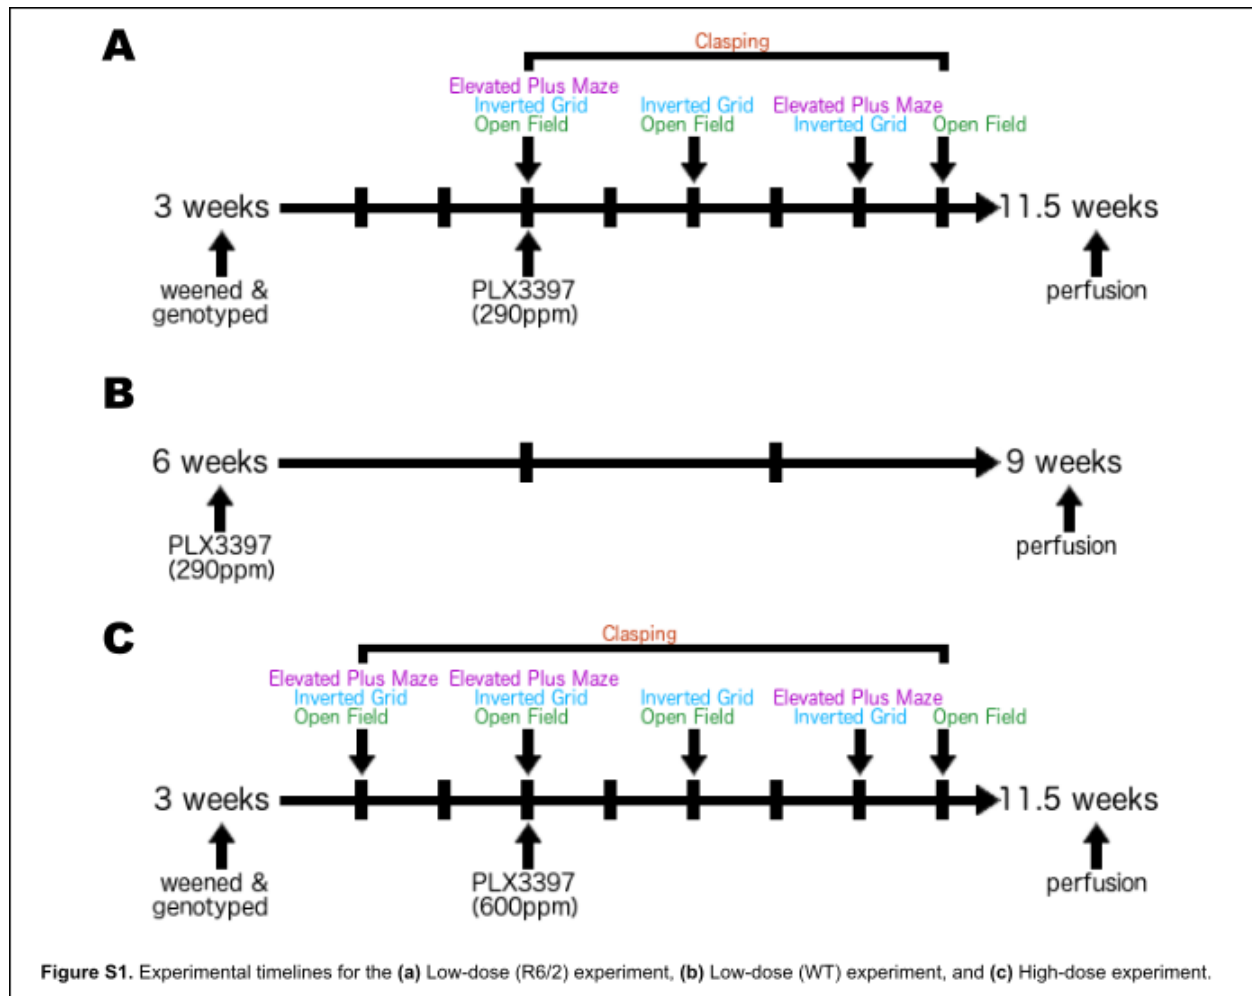 A
Clasping
Elevated Plus Maze
Inverted Grid
Open Field
Inverted Grid
Open Field
Elevated Plus Maze
Inverted Grid
Open Field
3 weeks
11.5 weeks
weened &
genotyped
PLX3397
(290ppm)
perfusion
B
6 weeks
9 weeks
PLX3397
(290ppm)
perfusion
C
Clasping
Elevated Plus Maze
Inverted Grid
Open Field
Elevated Plus Maze
Inverted Grid
Open Field
Inverted Grid
Open Field
Elevated Plus Maze
Inverted Grid
Open Field
3 weeks
11.5 weeks
weened &
genotyped
PLX3397
(600ppm)
perfusion
Figure S1. Experimental timelines for the (a) Low-dose (R6/2) experiment, (b) Low-dose (WT) experiment, and (c) High-dose experiment.